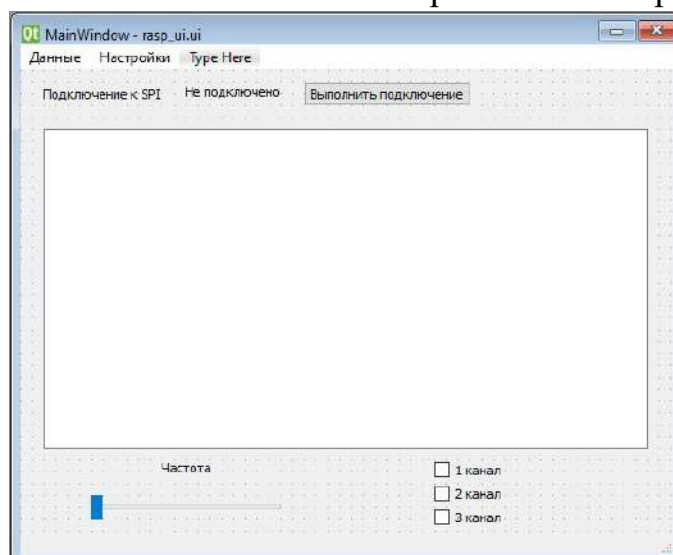 MainWindow - rasp_ui.ui
Данные Настройки Type Here
Подключение к SPI Не подключено Выполнить подключение
Частота
1 канал
2 канал
3 канал